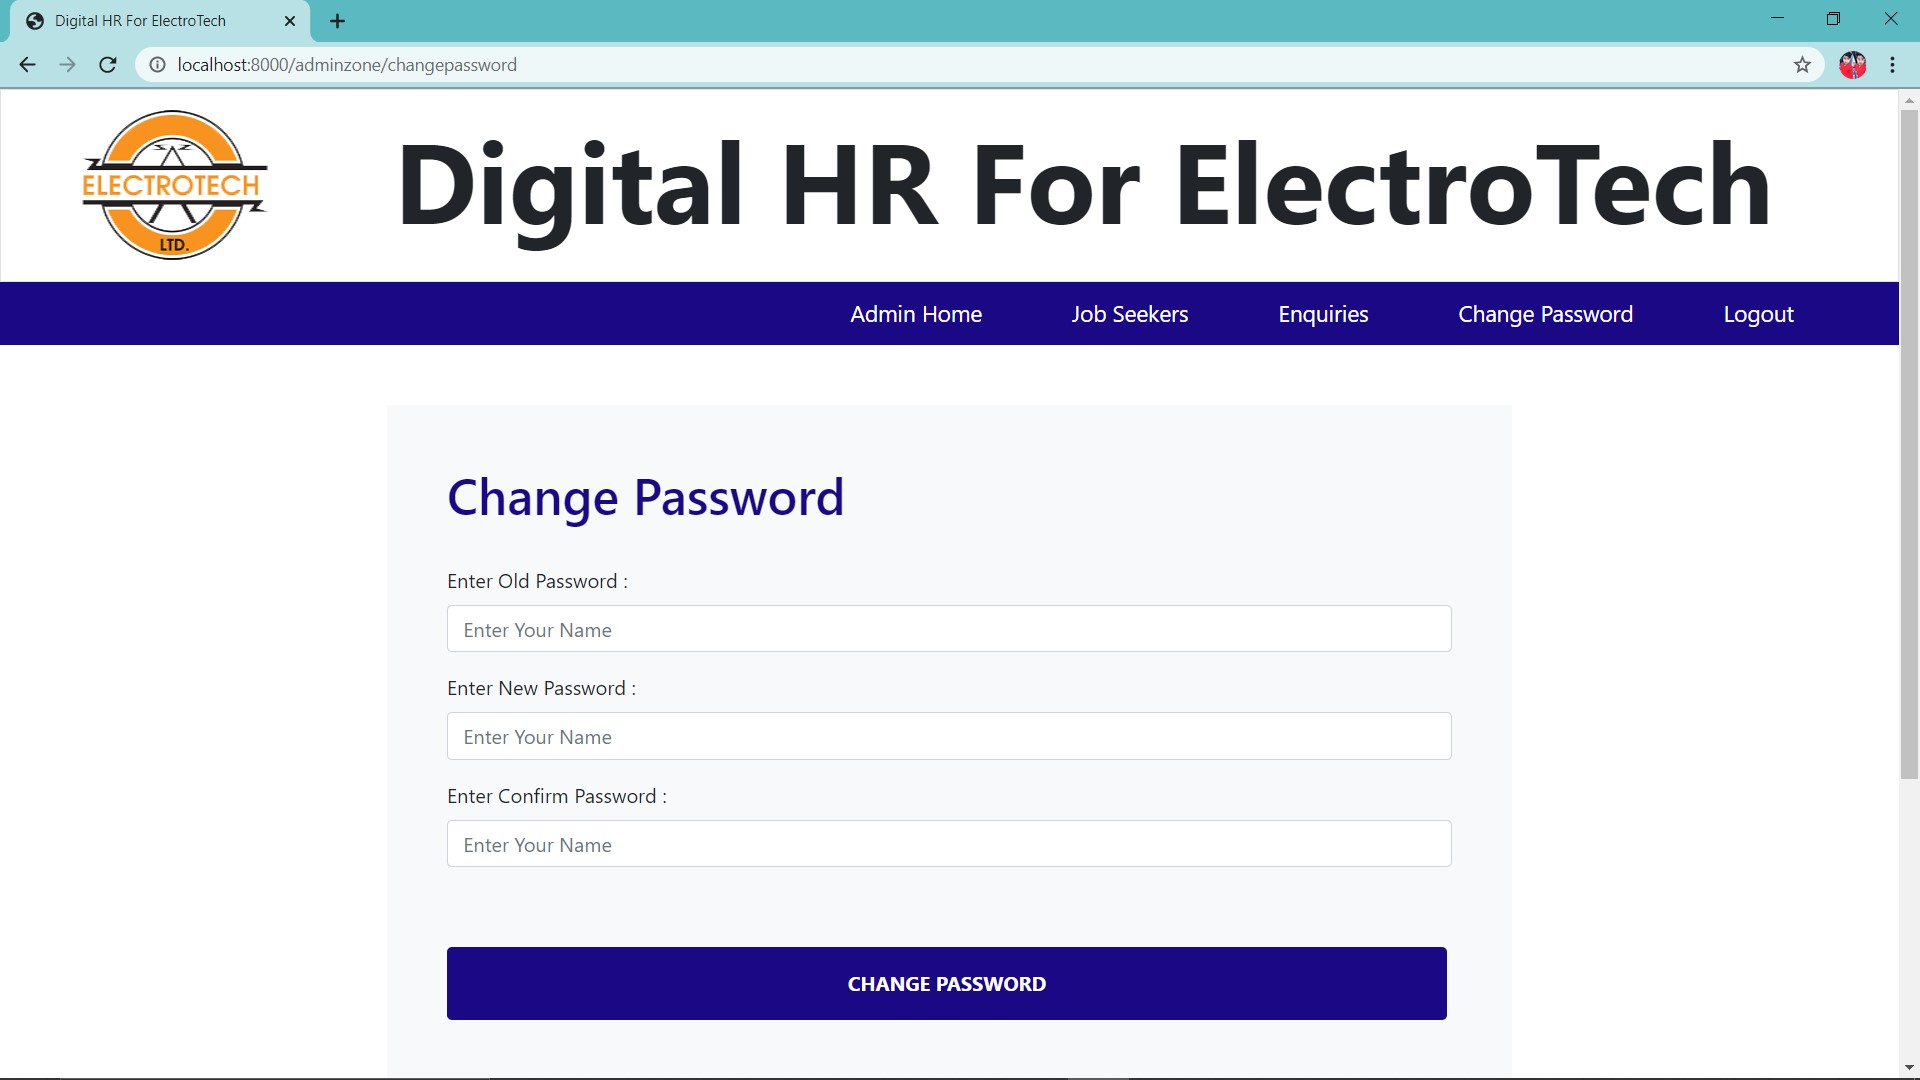 Digital HR For ElectroTech
localhost:8000/adminzone/changepassword
ELECTROTECH
LTD.
Digital HR For ElectroTech
Admin Home Job Seekers Enquiries Change Password Logout
Change Password
Enter Old Password :
Enter Your Name
Enter New Password :
Enter Your Name
Enter Confirm Password :
Enter Your Name
CHANGE PASSWORD